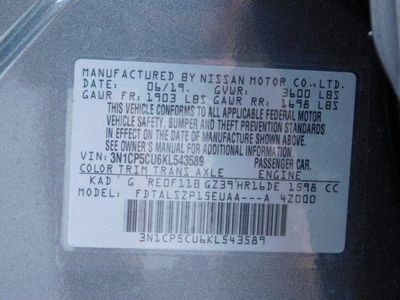 MANUFACTURED BY NISSAN MOTOR CO.,LTD.
DATE: 06/19. GVWR: 3600 LBS
GAWR FR: 1903 LBS GAWR RR: 1698 LBS
THIS VEHICLE CONFORMS TO ALL APPLICABLE FEDERAL MOTOR
VEHICLE SAFETY, BUMPER AND THEFT PREVENTION STANDARDS
IN EFFECT ON THE DATE OF MANUFACTURE SHOWN ABOVE.
SEE OWNER'S MANUAL FOR ADDITIONAL INFORMATION
VIN: 3N1CP5CU6KL543589 PASSENGER CAR.
COLOR TRIM TRANS AXLE ENGINE
KAD G RE0F11B GZ39 HR16DE 1598 CC
MODEL: FDTALSZP15EUAA---A 4Z000
3N1CP5CU6KL543589